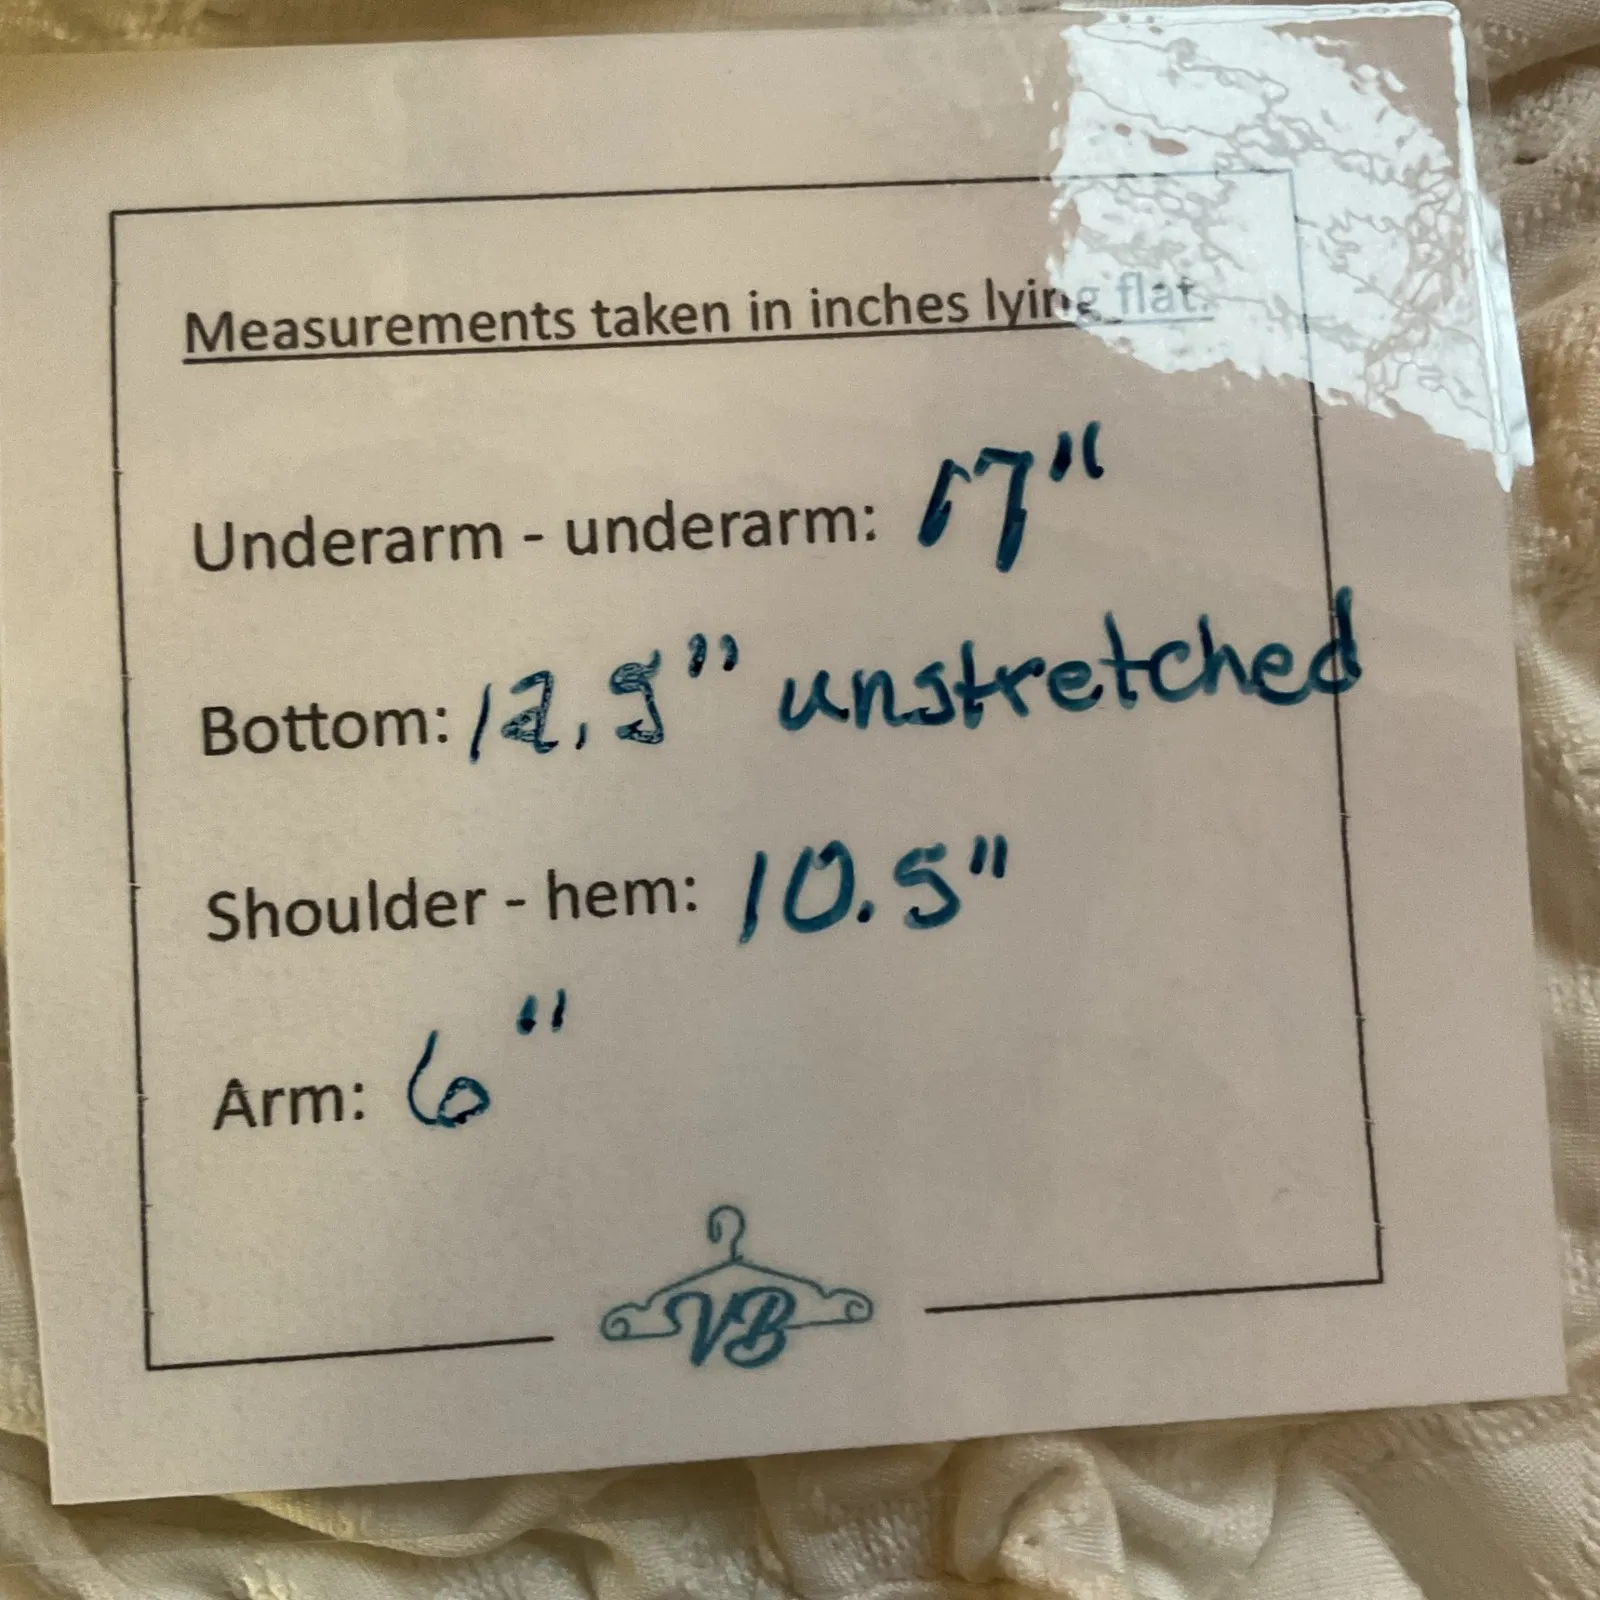 Measurements taken in inches lying flat.
Underarm - underarm: 17"
Bottom: 12.5" unstretched
Shoulder - hem: 10.5"
Arm: 6"
VB